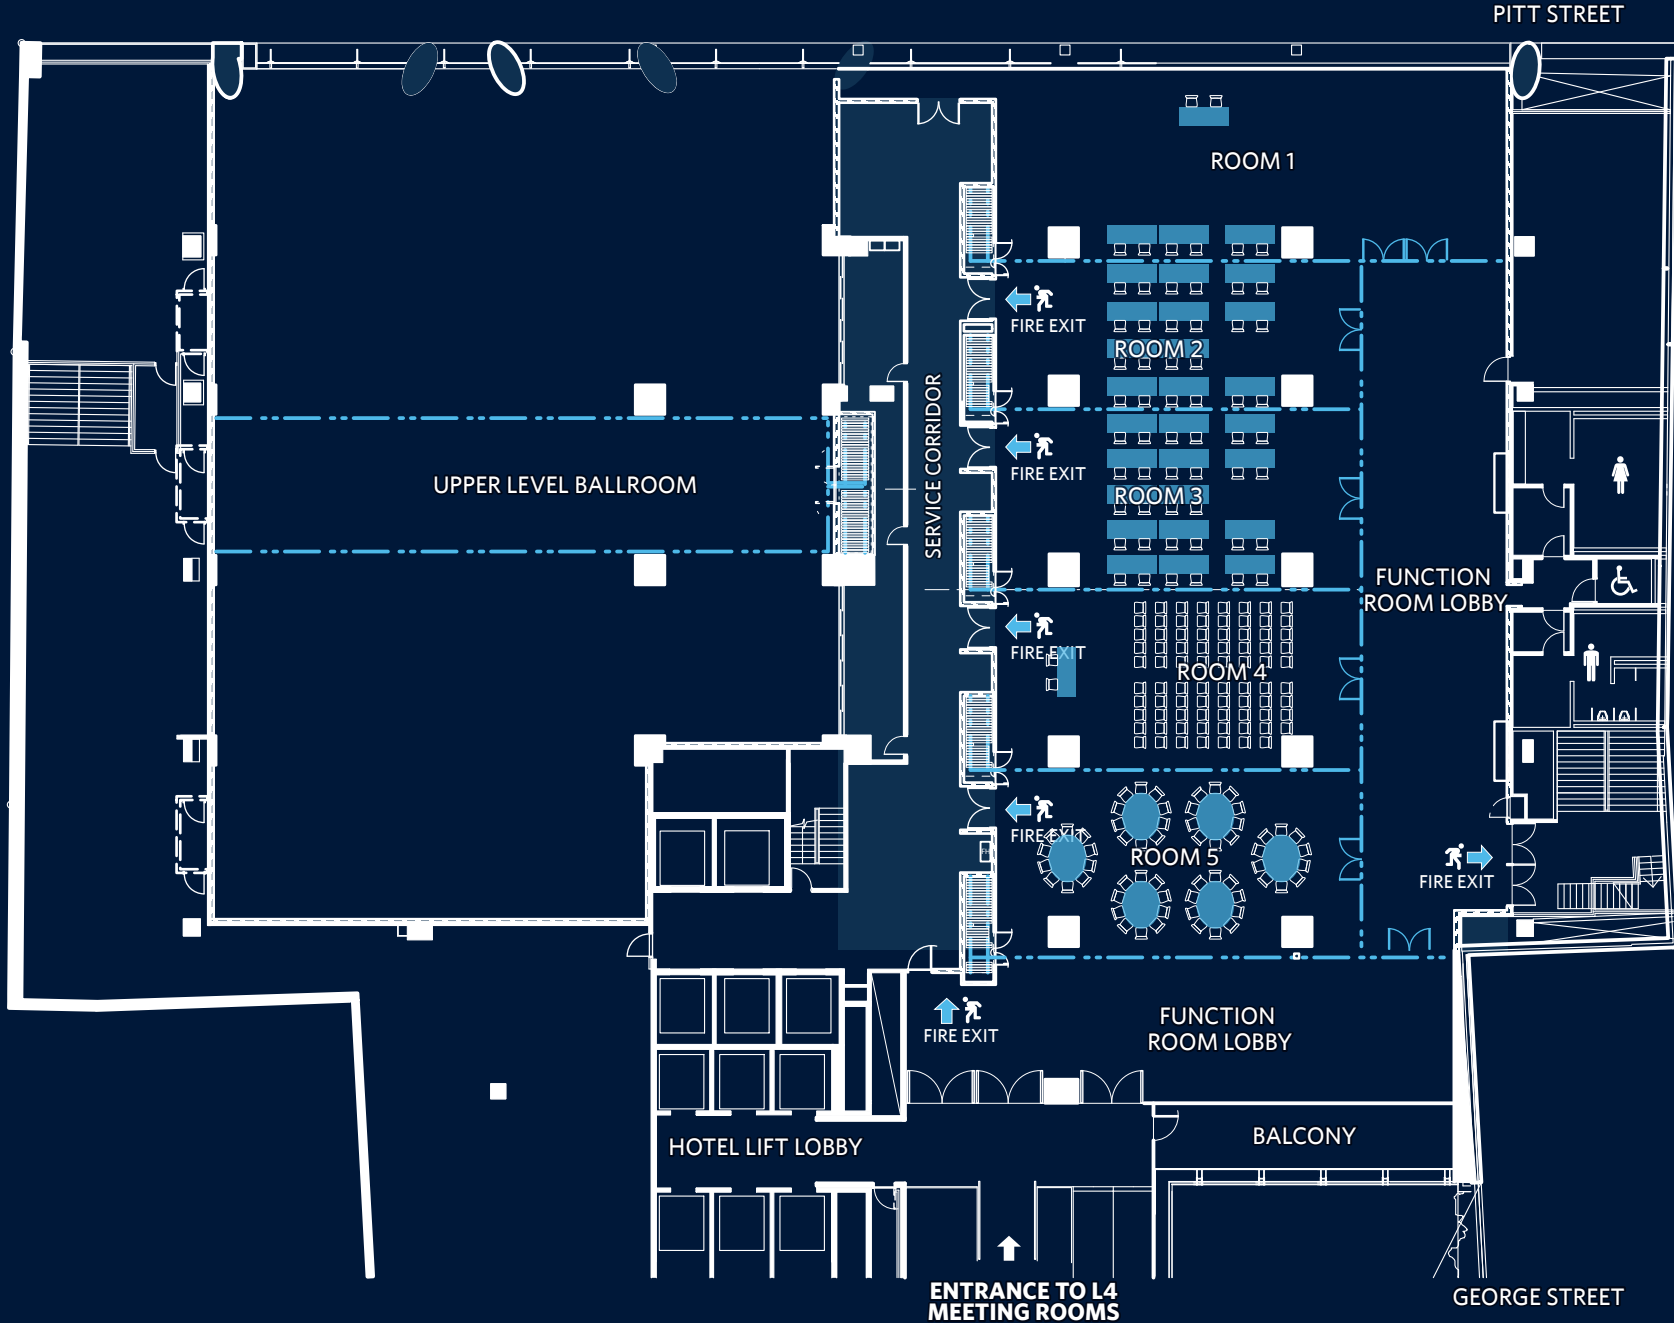 PITT STREET
ROOM 1
FIRE EXIT
ROOM 2
SERVICE CORRIDOR
FIRE EXIT
UPPER LEVEL BALLROOM
ROOM 3
FUNCTION
ROOM LOBBY
FIRE EXIT
ROOM 4
FIRE EXIT
ROOM 5
FIRE EXIT
FUNCTION
ROOM LOBBY
FIRE EXIT
BALCONY
HOTEL LIFT LOBBY
ENTRANCE TO L4
MEETING ROOMS
GEORGE STREET